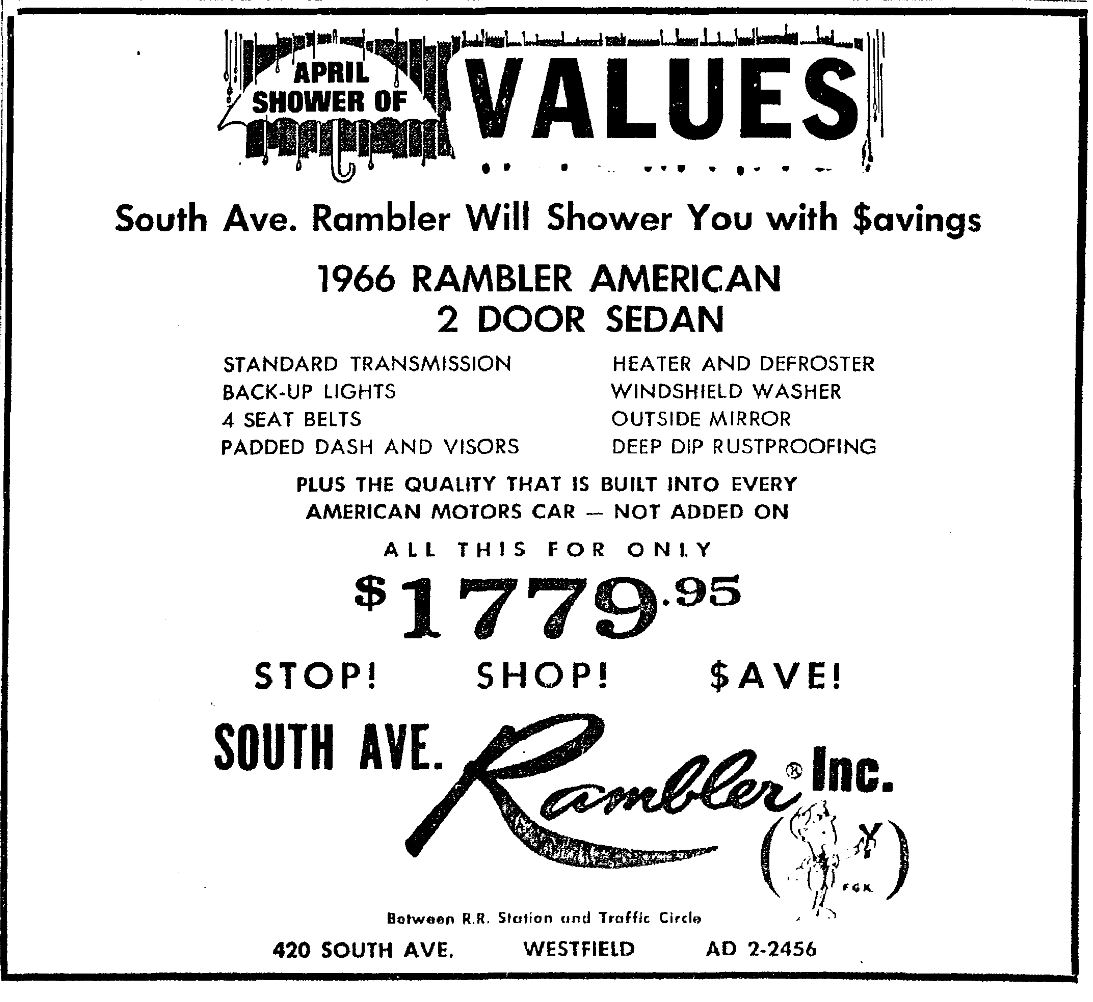 APRIL
SHOWER OF
VALUES
South Ave. Rambler Will Shower You with $avings
1966 RAMBLER AMERICAN
2 DOOR SEDAN
STANDARD TRANSMISSION
BACK-UP LIGHTS
4 SEAT BELTS
PADDED DASH AND VISORS
HEATER AND DEFROSTER
WINDSHIELD WASHER
OUTSIDE MIRROR
DEEP DIP RUSTPROOFING
PLUS THE QUALITY THAT IS BUILT INTO EVERY
AMERICAN MOTORS CAR — NOT ADDED ON
ALL THIS FOR ONLY
$1779.95
STOP! SHOP! $AVE!
SOUTH AVE. Rambler® Inc.
Y
F.G.K.
Between R.R. Station and Traffic Circle
420 SOUTH AVE. WESTFIELD AD 2-2456